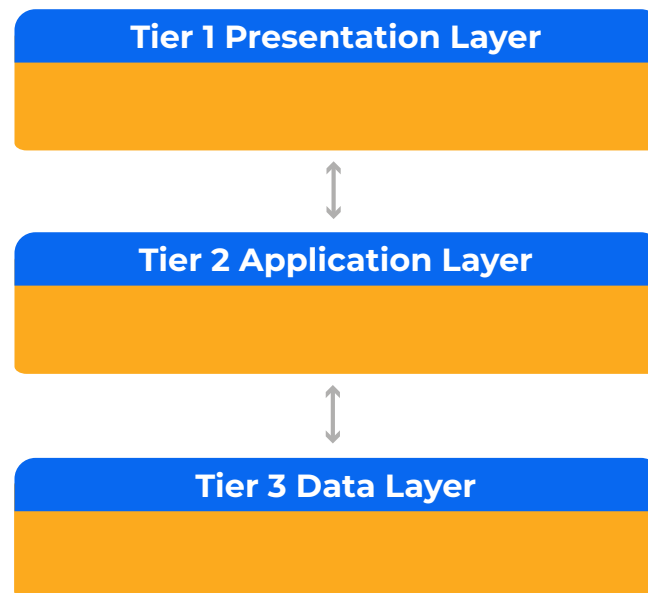 Tier 1 Presentation Layer
Tier 2 Application Layer
Tier 3 Data Layer